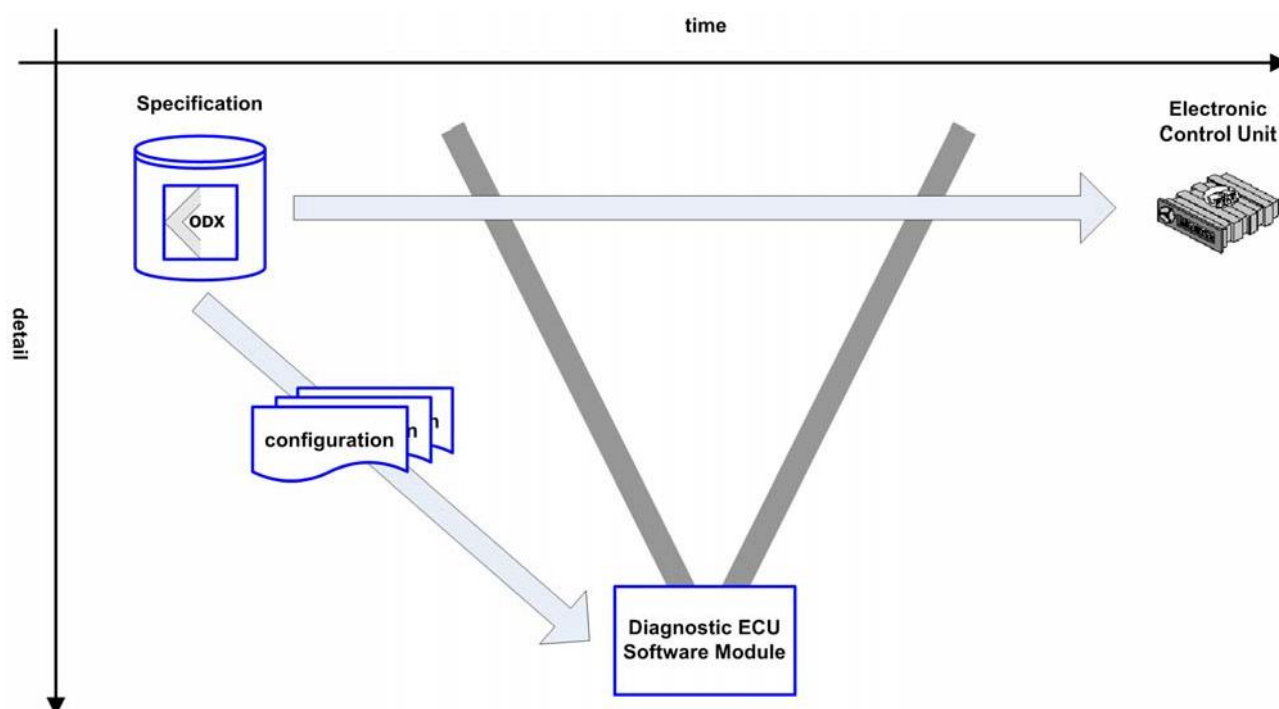 time
Specification
Electronic
Control Unit
ODX
detail
configuration
n
n
Diagnostic ECU
Software Module